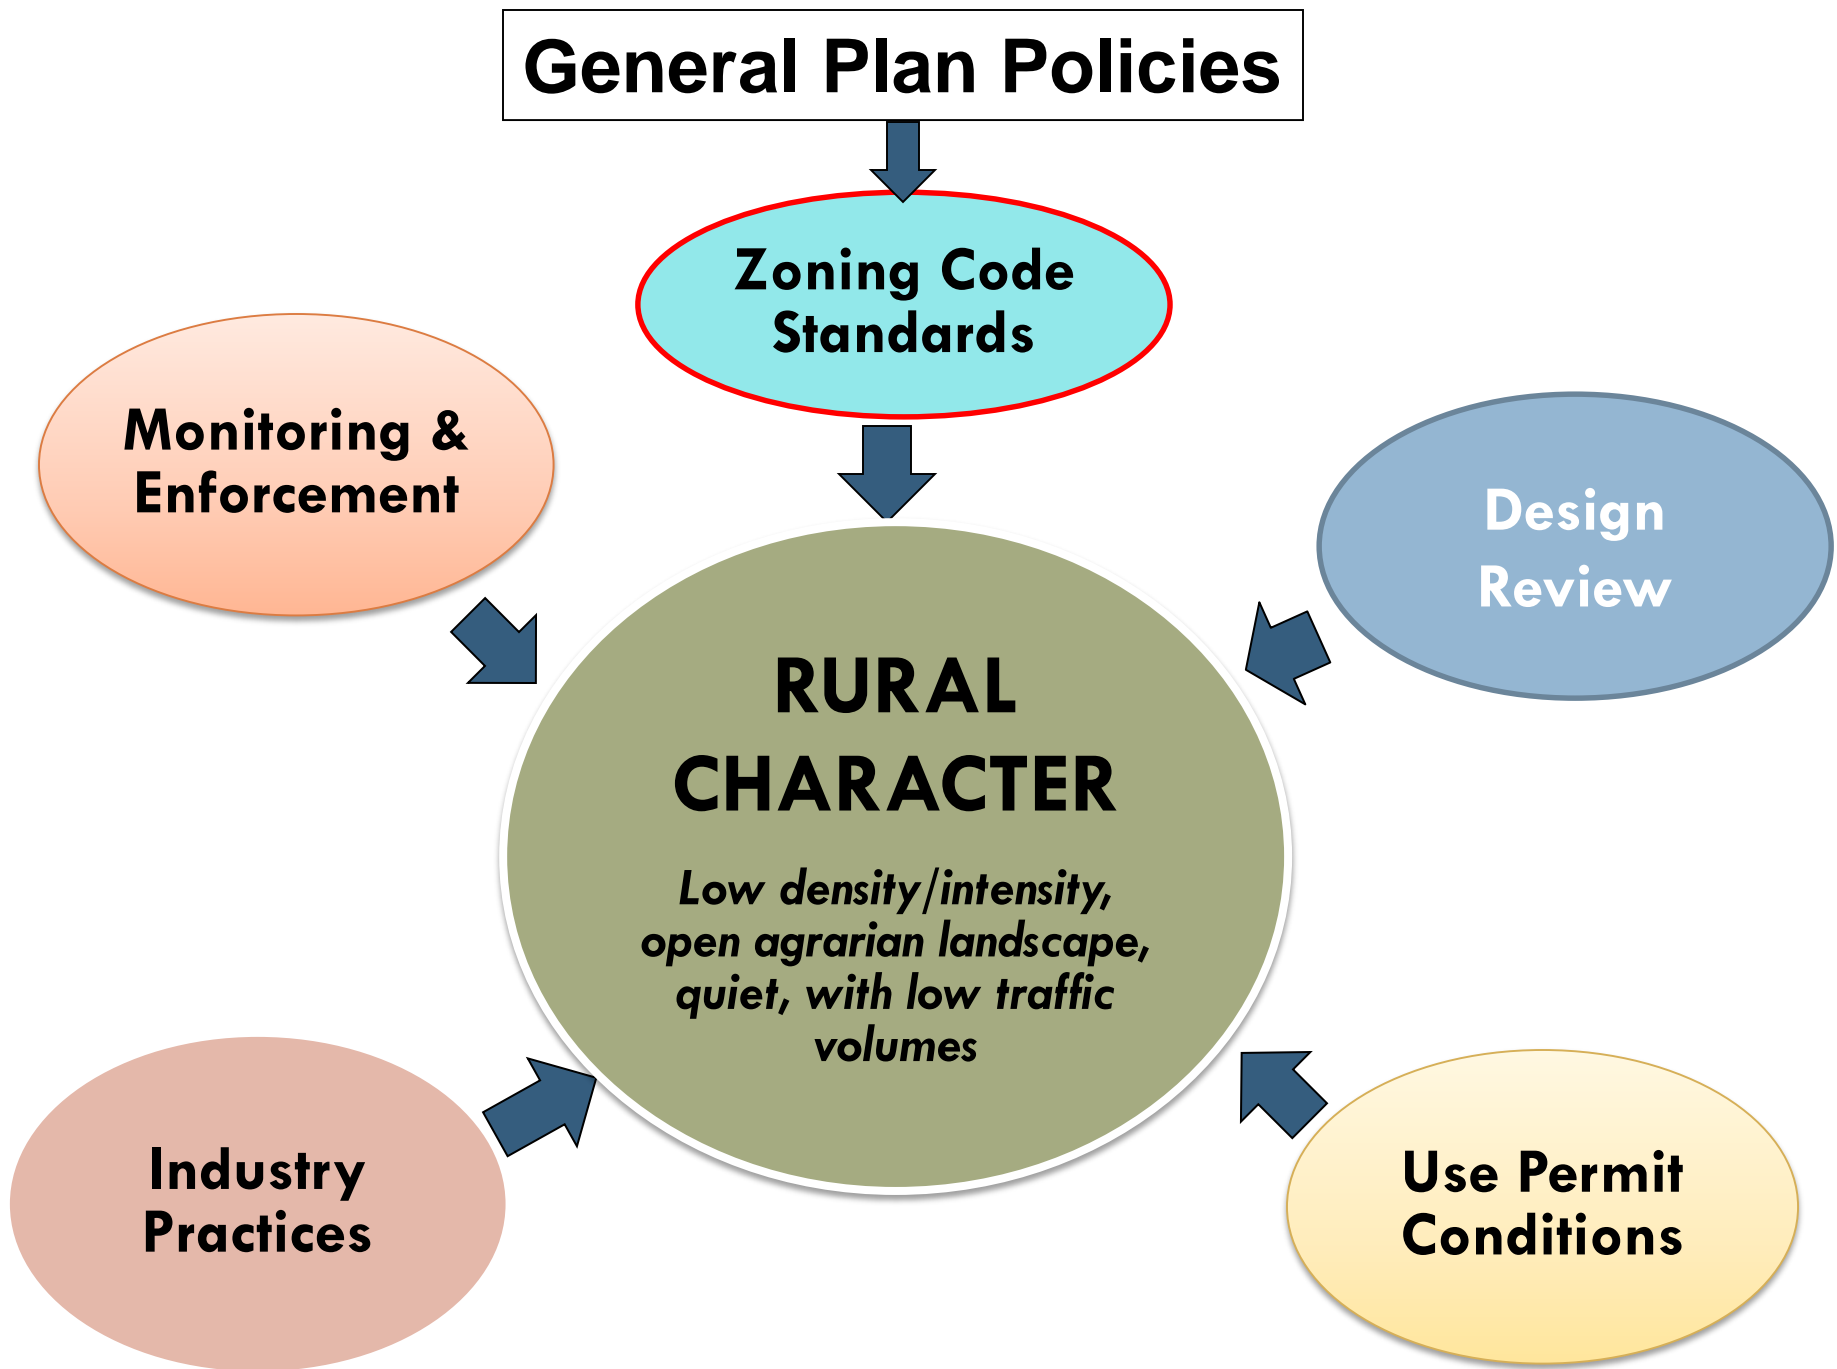 General Plan Policies
Zoning Code
Standards
Monitoring &
Enforcement
Design
Review
RURAL
CHARACTER
Low density/intensity,
open agrarian landscape,
quiet, with low traffic
volumes
Industry
Practices
Use Permit
Conditions